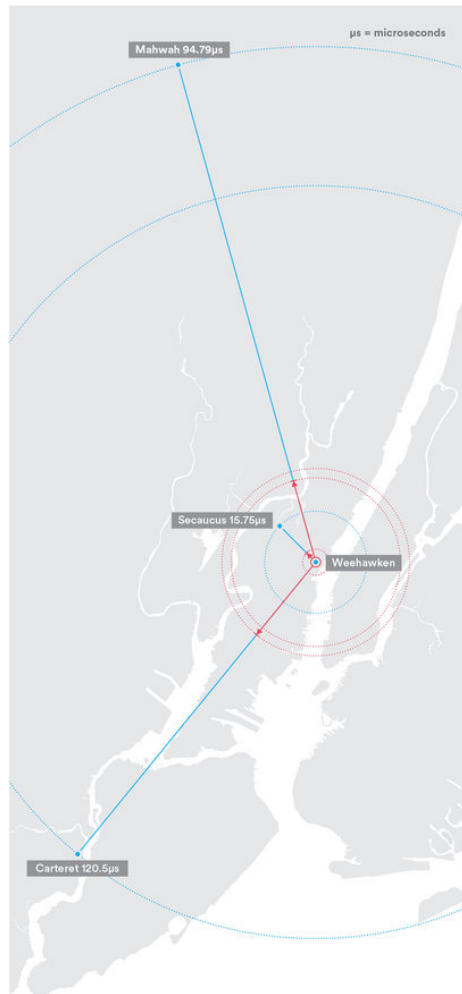 µs = microseconds
Mahwah 94.79µs
Secaucus 15.75µs
Weehawken
Carteret 120.5µs